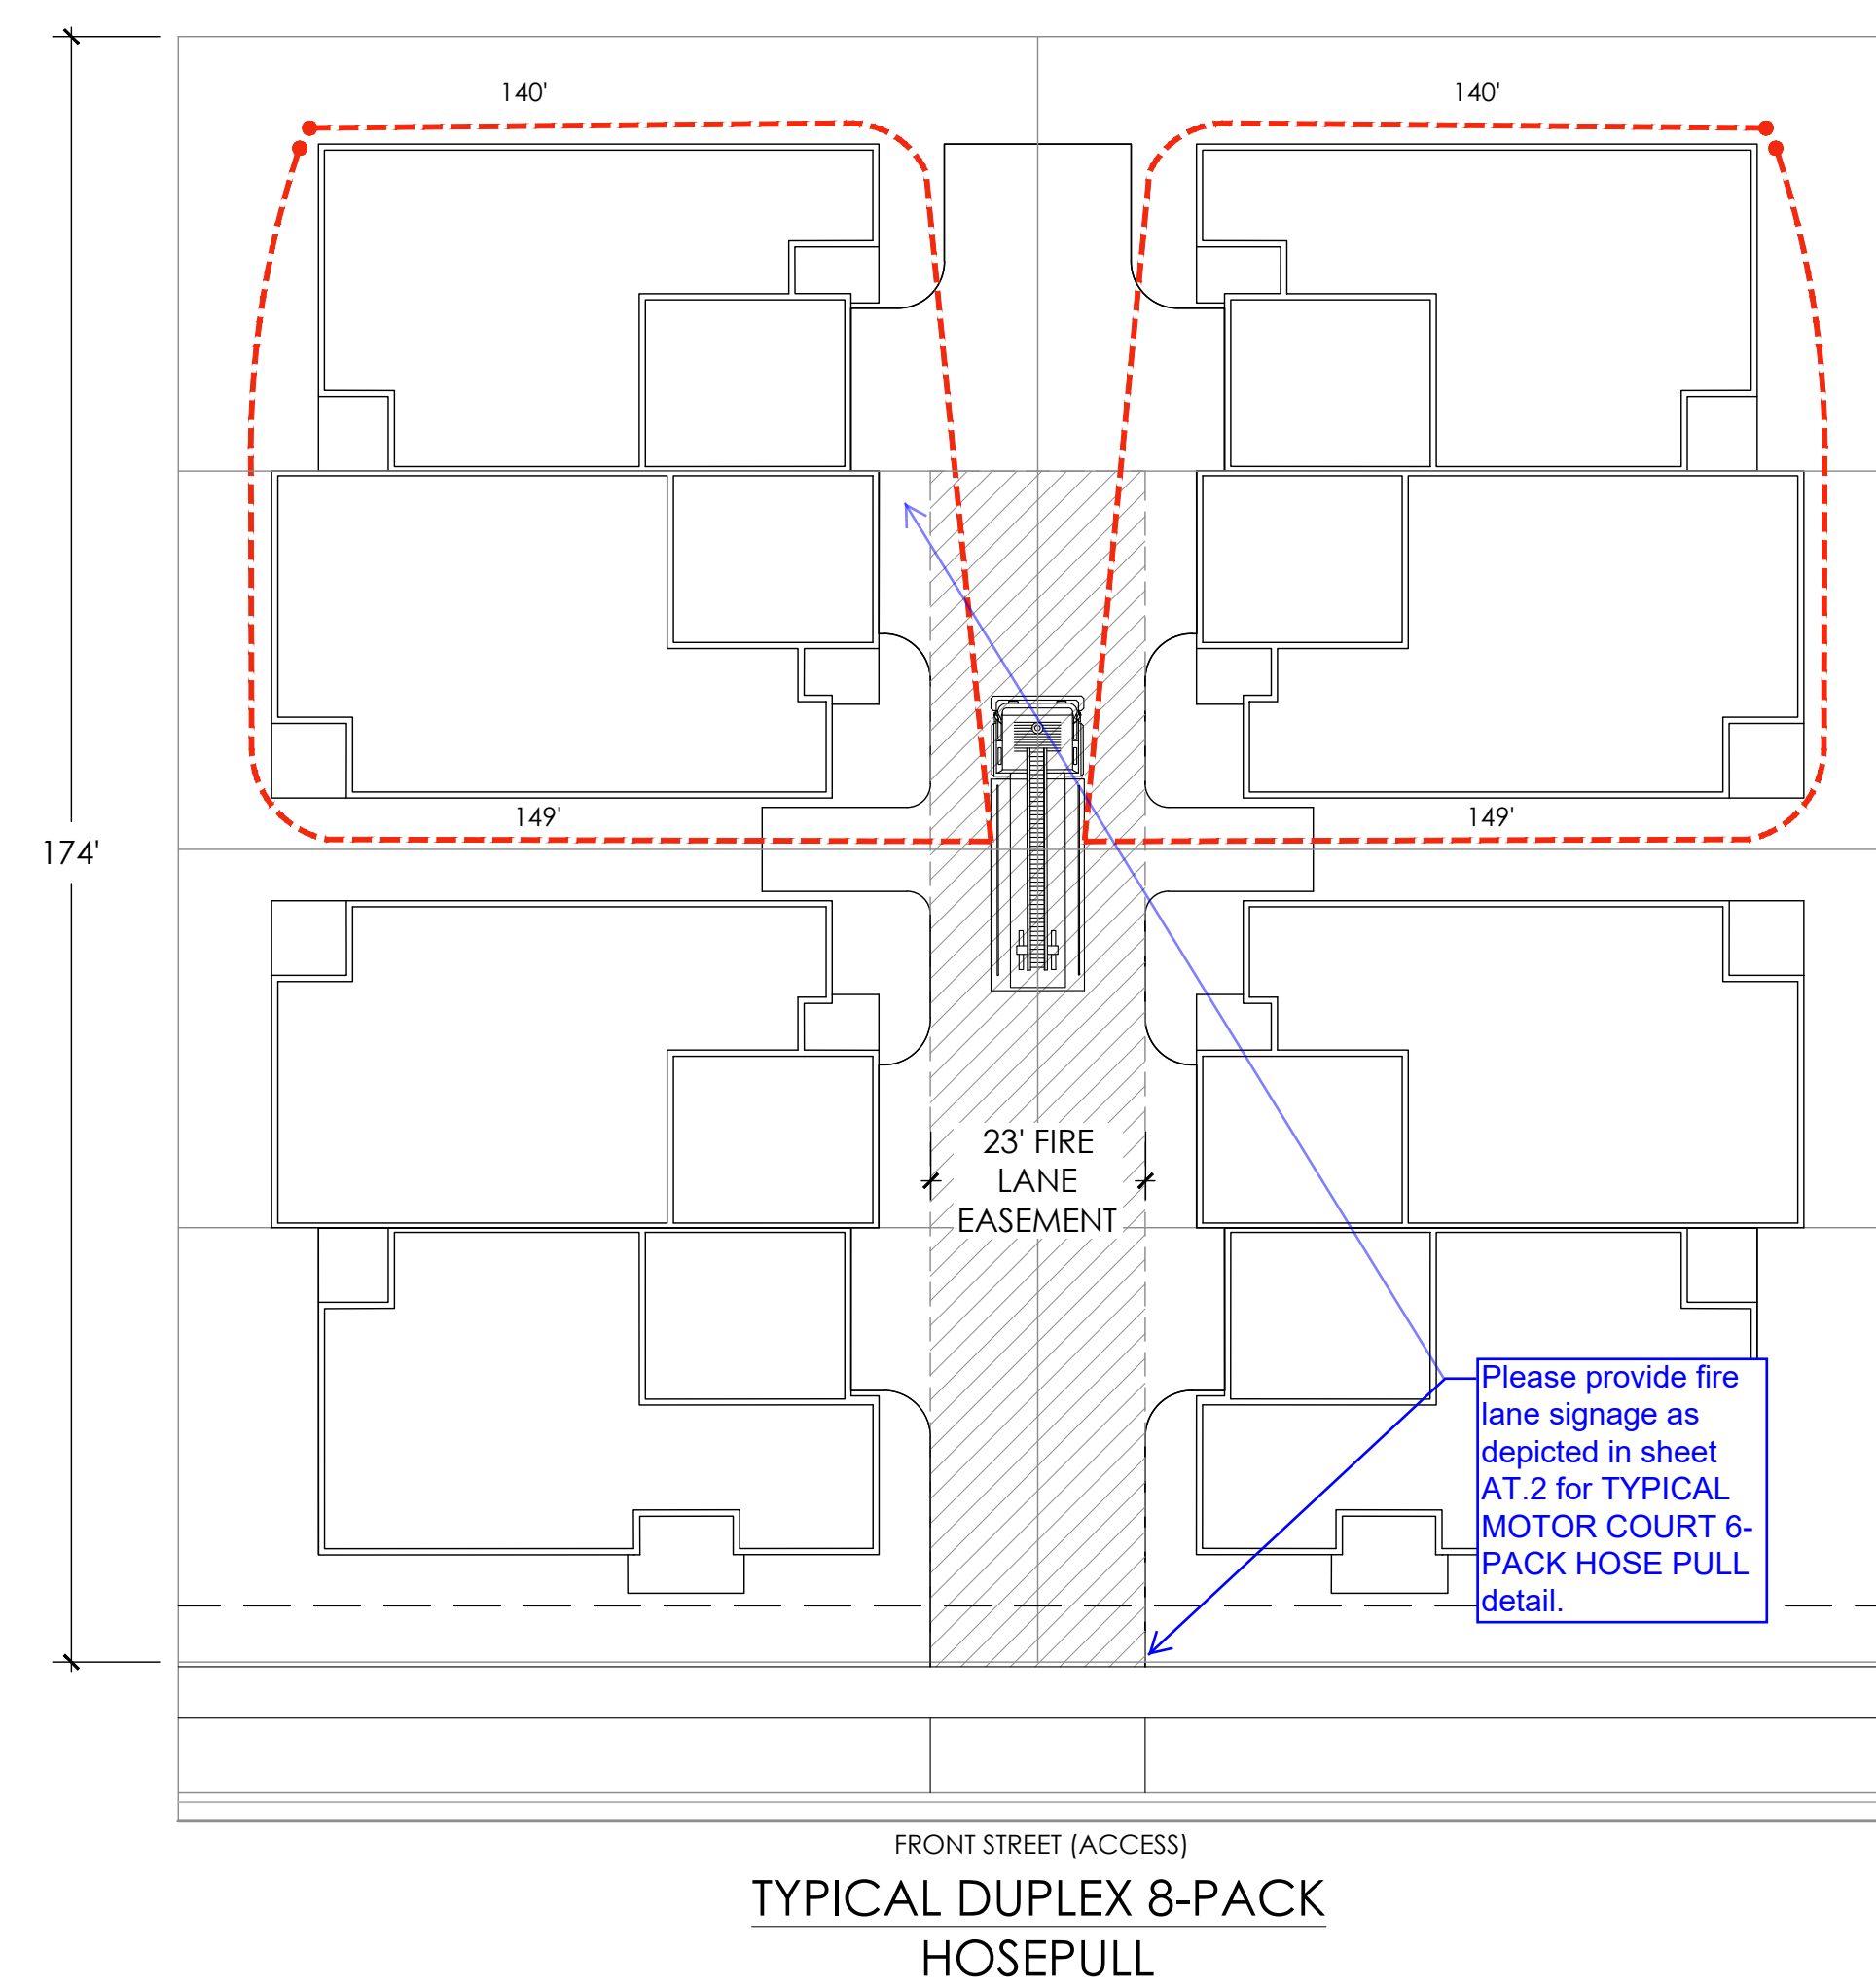 140'
140'
149'
149'
174'
23' FIRE
LANE
EASEMENT
Please provide fire
lane signage as
depicted in sheet
AT.2 for TYPICAL
MOTOR COURT 6-
PACK HOSE PULL
detail.
FRONT STREET (ACCESS)
TYPICAL DUPLEX 8-PACK
HOSEPULL